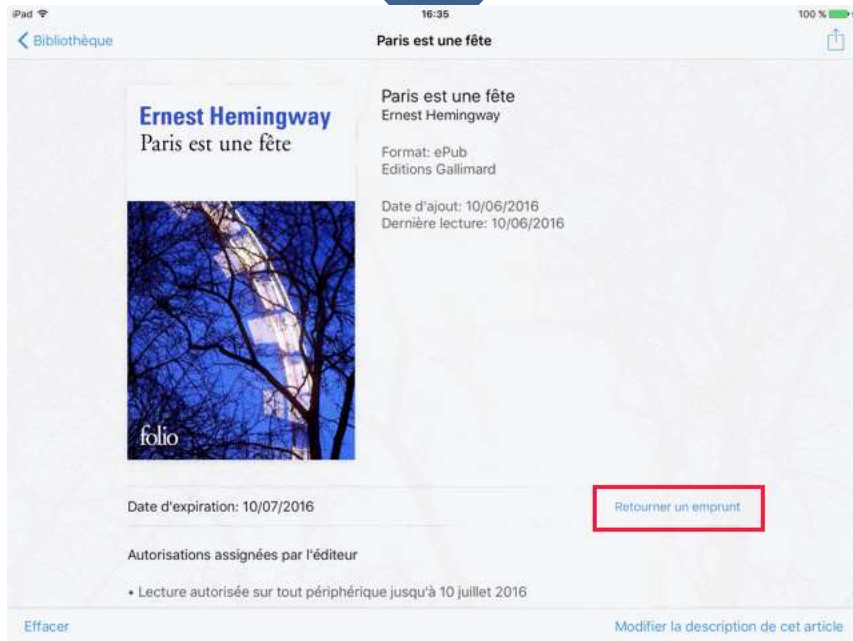 iPad 16:35 100 %
Bibliothèque Paris est une fête
Ernest Hemingway
Paris est une fête
folio
Paris est une fête
Ernest Hemingway
Format: ePub
Editions Gallimard
Date d'ajout: 10/06/2016
Dernière lecture: 10/06/2016
Date d'expiration: 10/07/2016 Retourner un emprunt
Autorisations assignées par l'éditeur
• Lecture autorisée sur tout périphérique jusqu'à 10 juillet 2016
Effacer Modifier la description de cet article